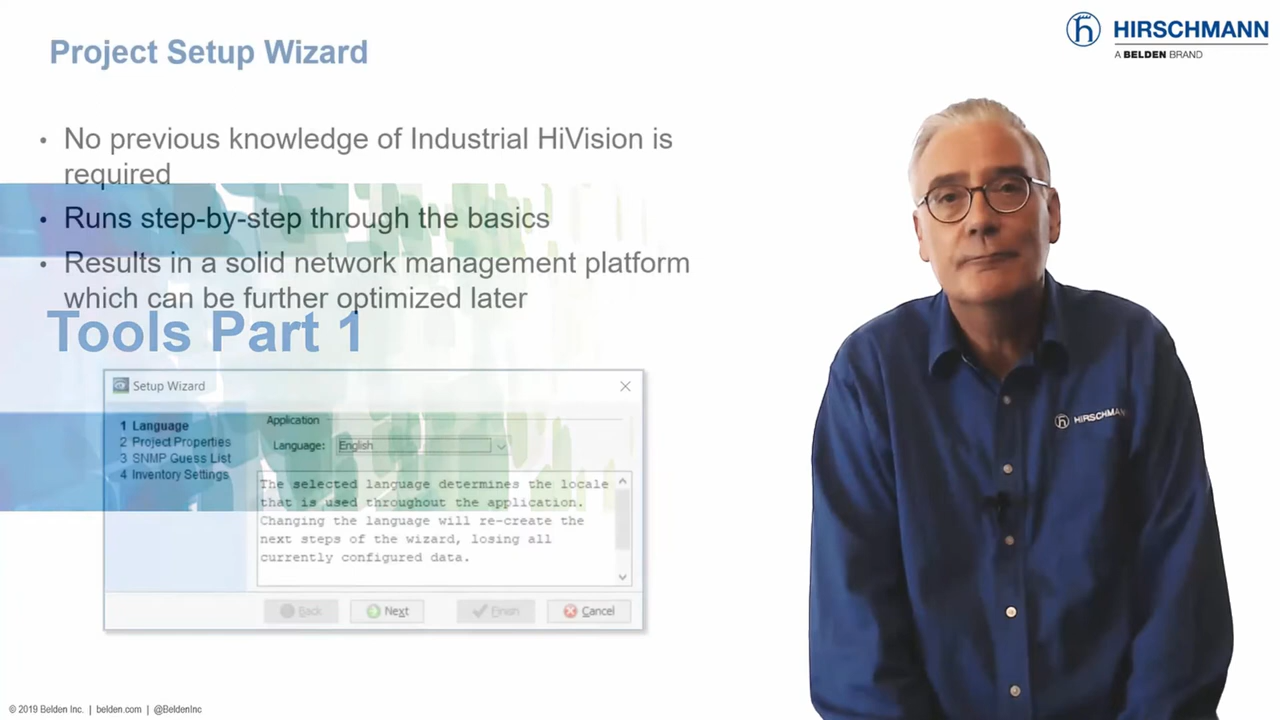 Project Setup Wizard
HIRSCHMANN
A BELDEN BRAND
• No previous knowledge of Industrial HiVision is
required
• Runs step-by-step through the basics
• Results in a solid network management platform
which can be further optimized later
Tools Part 1
Setup Wizard
1 Language
2 Project Properties
3 SNMP Guess List
4 Inventory Settings
Application
Language: English
The selected language determines the locale
that is used throughout the application.
Changing the language will re-create the
next steps of the wizard, losing all
currently configured data.
Back Next Finish Cancel
HIRSCHMANN
© 2019 Belden Inc. | belden.com | @BeldenInc